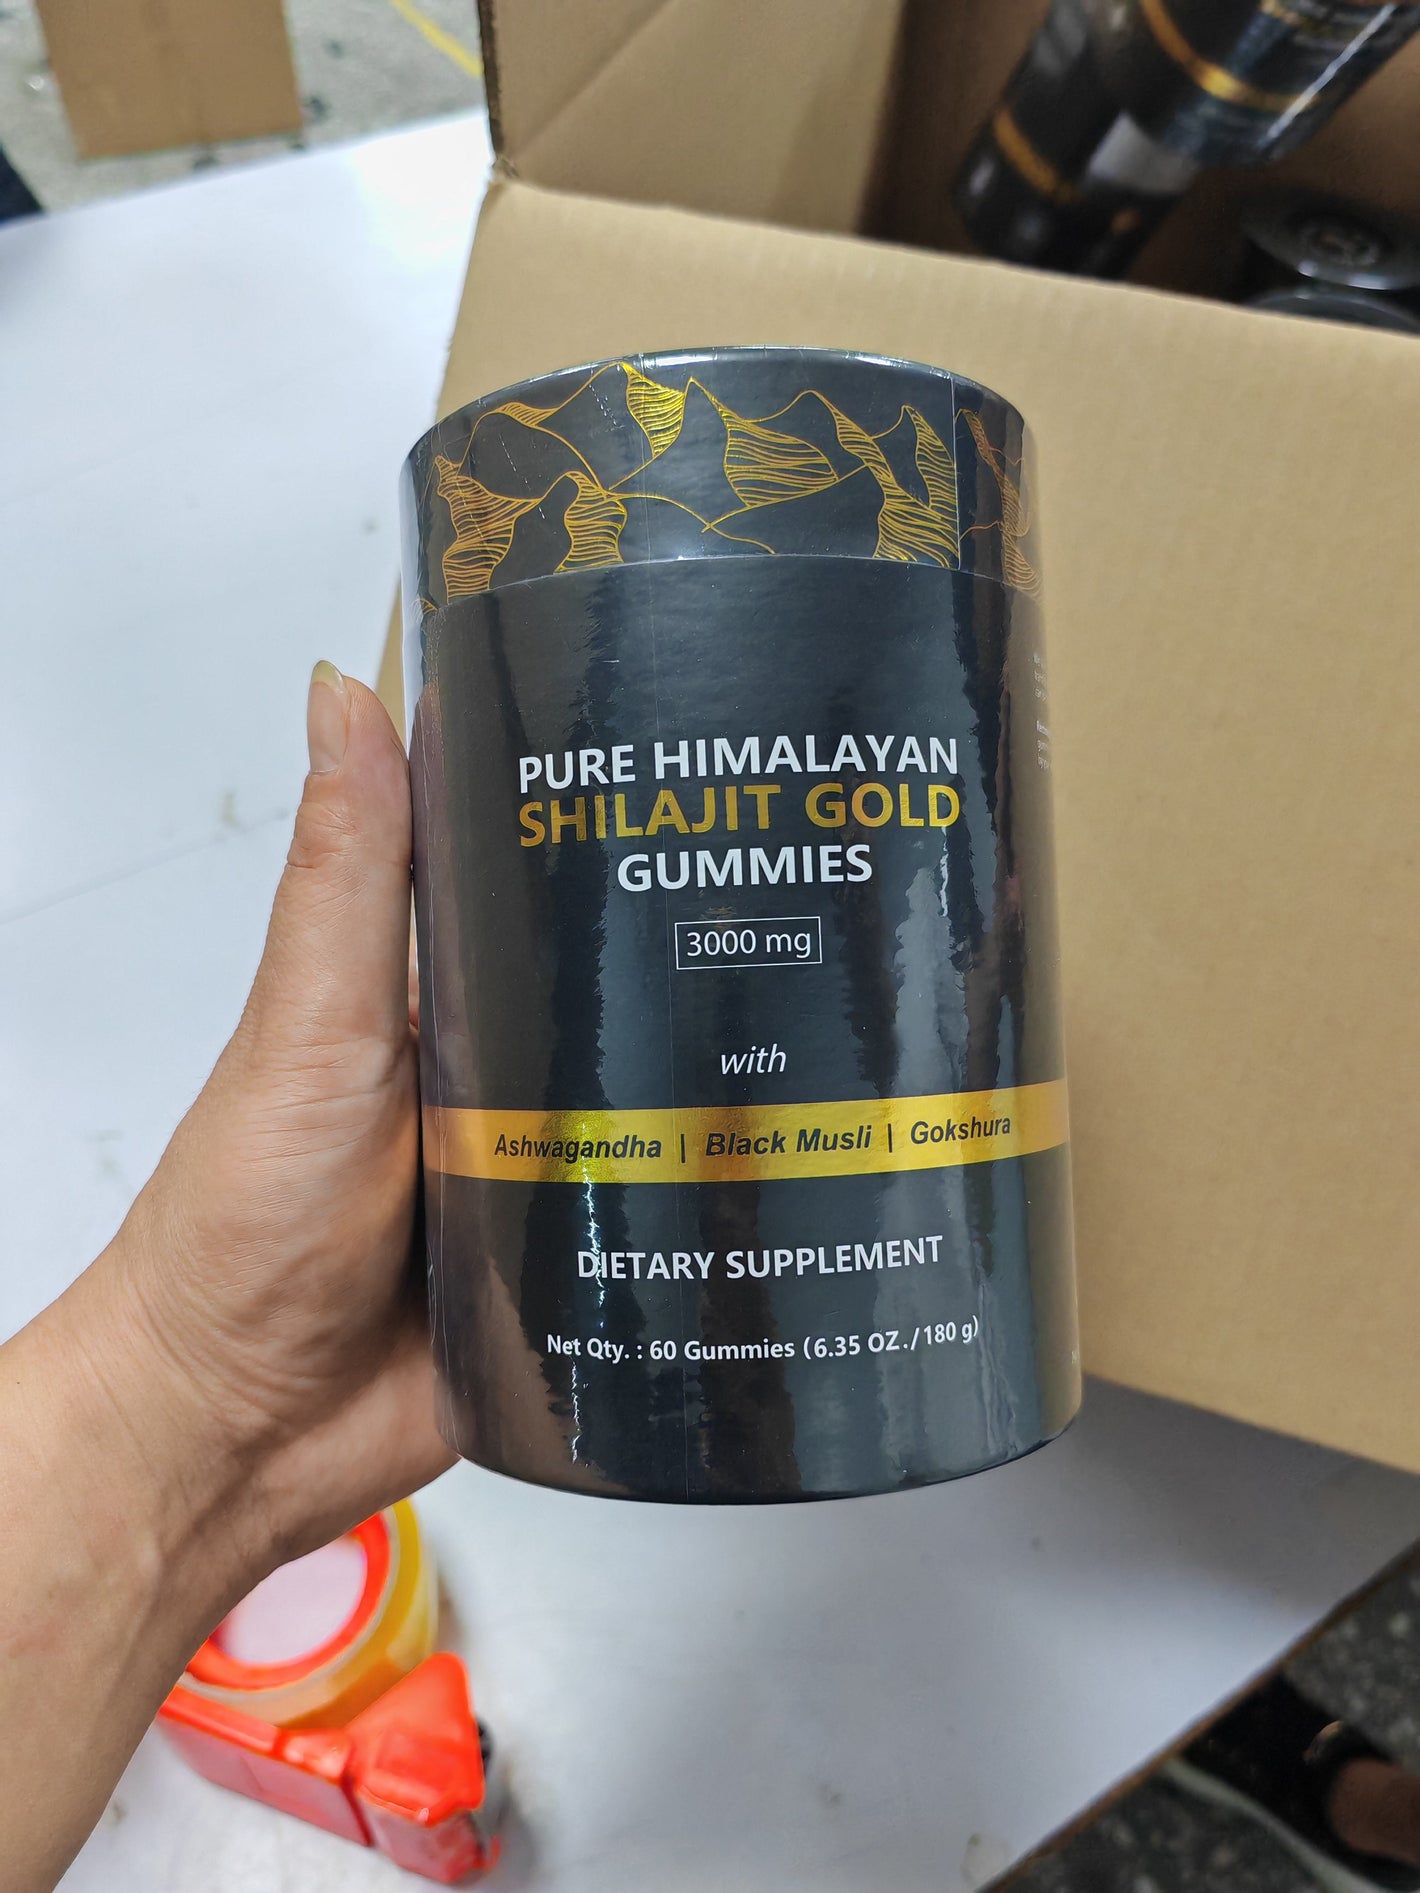 PURE HIMALAYAN
SHILAJIT GOLD
GUMMIES
3000 mg
with
Ashwagandha | Black Musli | Gokshura
DIETARY SUPPLEMENT
Net Qty. : 60 Gummies (6.35 OZ./180 g)